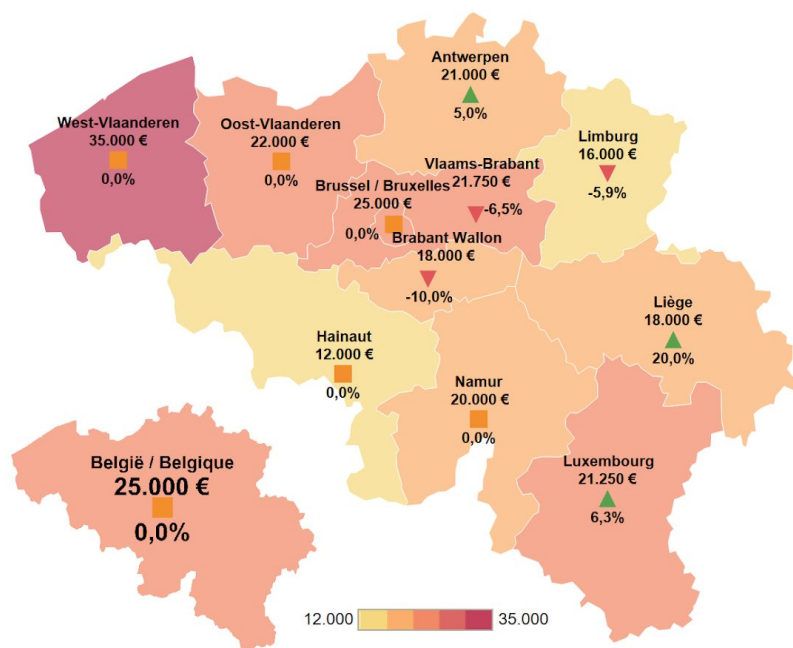 Antwerpen
21.000 €
5,0%
West-Vlaanderen
35.000 €
0,0%
Oost-Vlaanderen
22.000 €
0,0%
Limburg
16.000 €
-5,9%
Vlaams-Brabant
21.750 €
-6,5%
Brussel / Bruxelles
25.000 €
0,0%
Brabant Wallon
18.000 €
-10,0%
Liège
18.000 €
20,0%
Hainaut
12.000 €
0,0%
Namur
20.000 €
0,0%
Luxembourg
21.250 €
6,3%
België / Belgique
25.000 €
0,0%
12.000 35.000